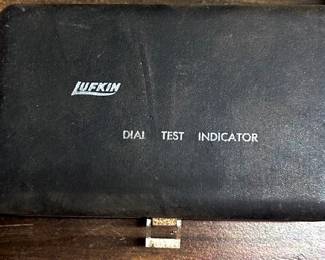 LUFKIN
DIAL TEST INDICATOR